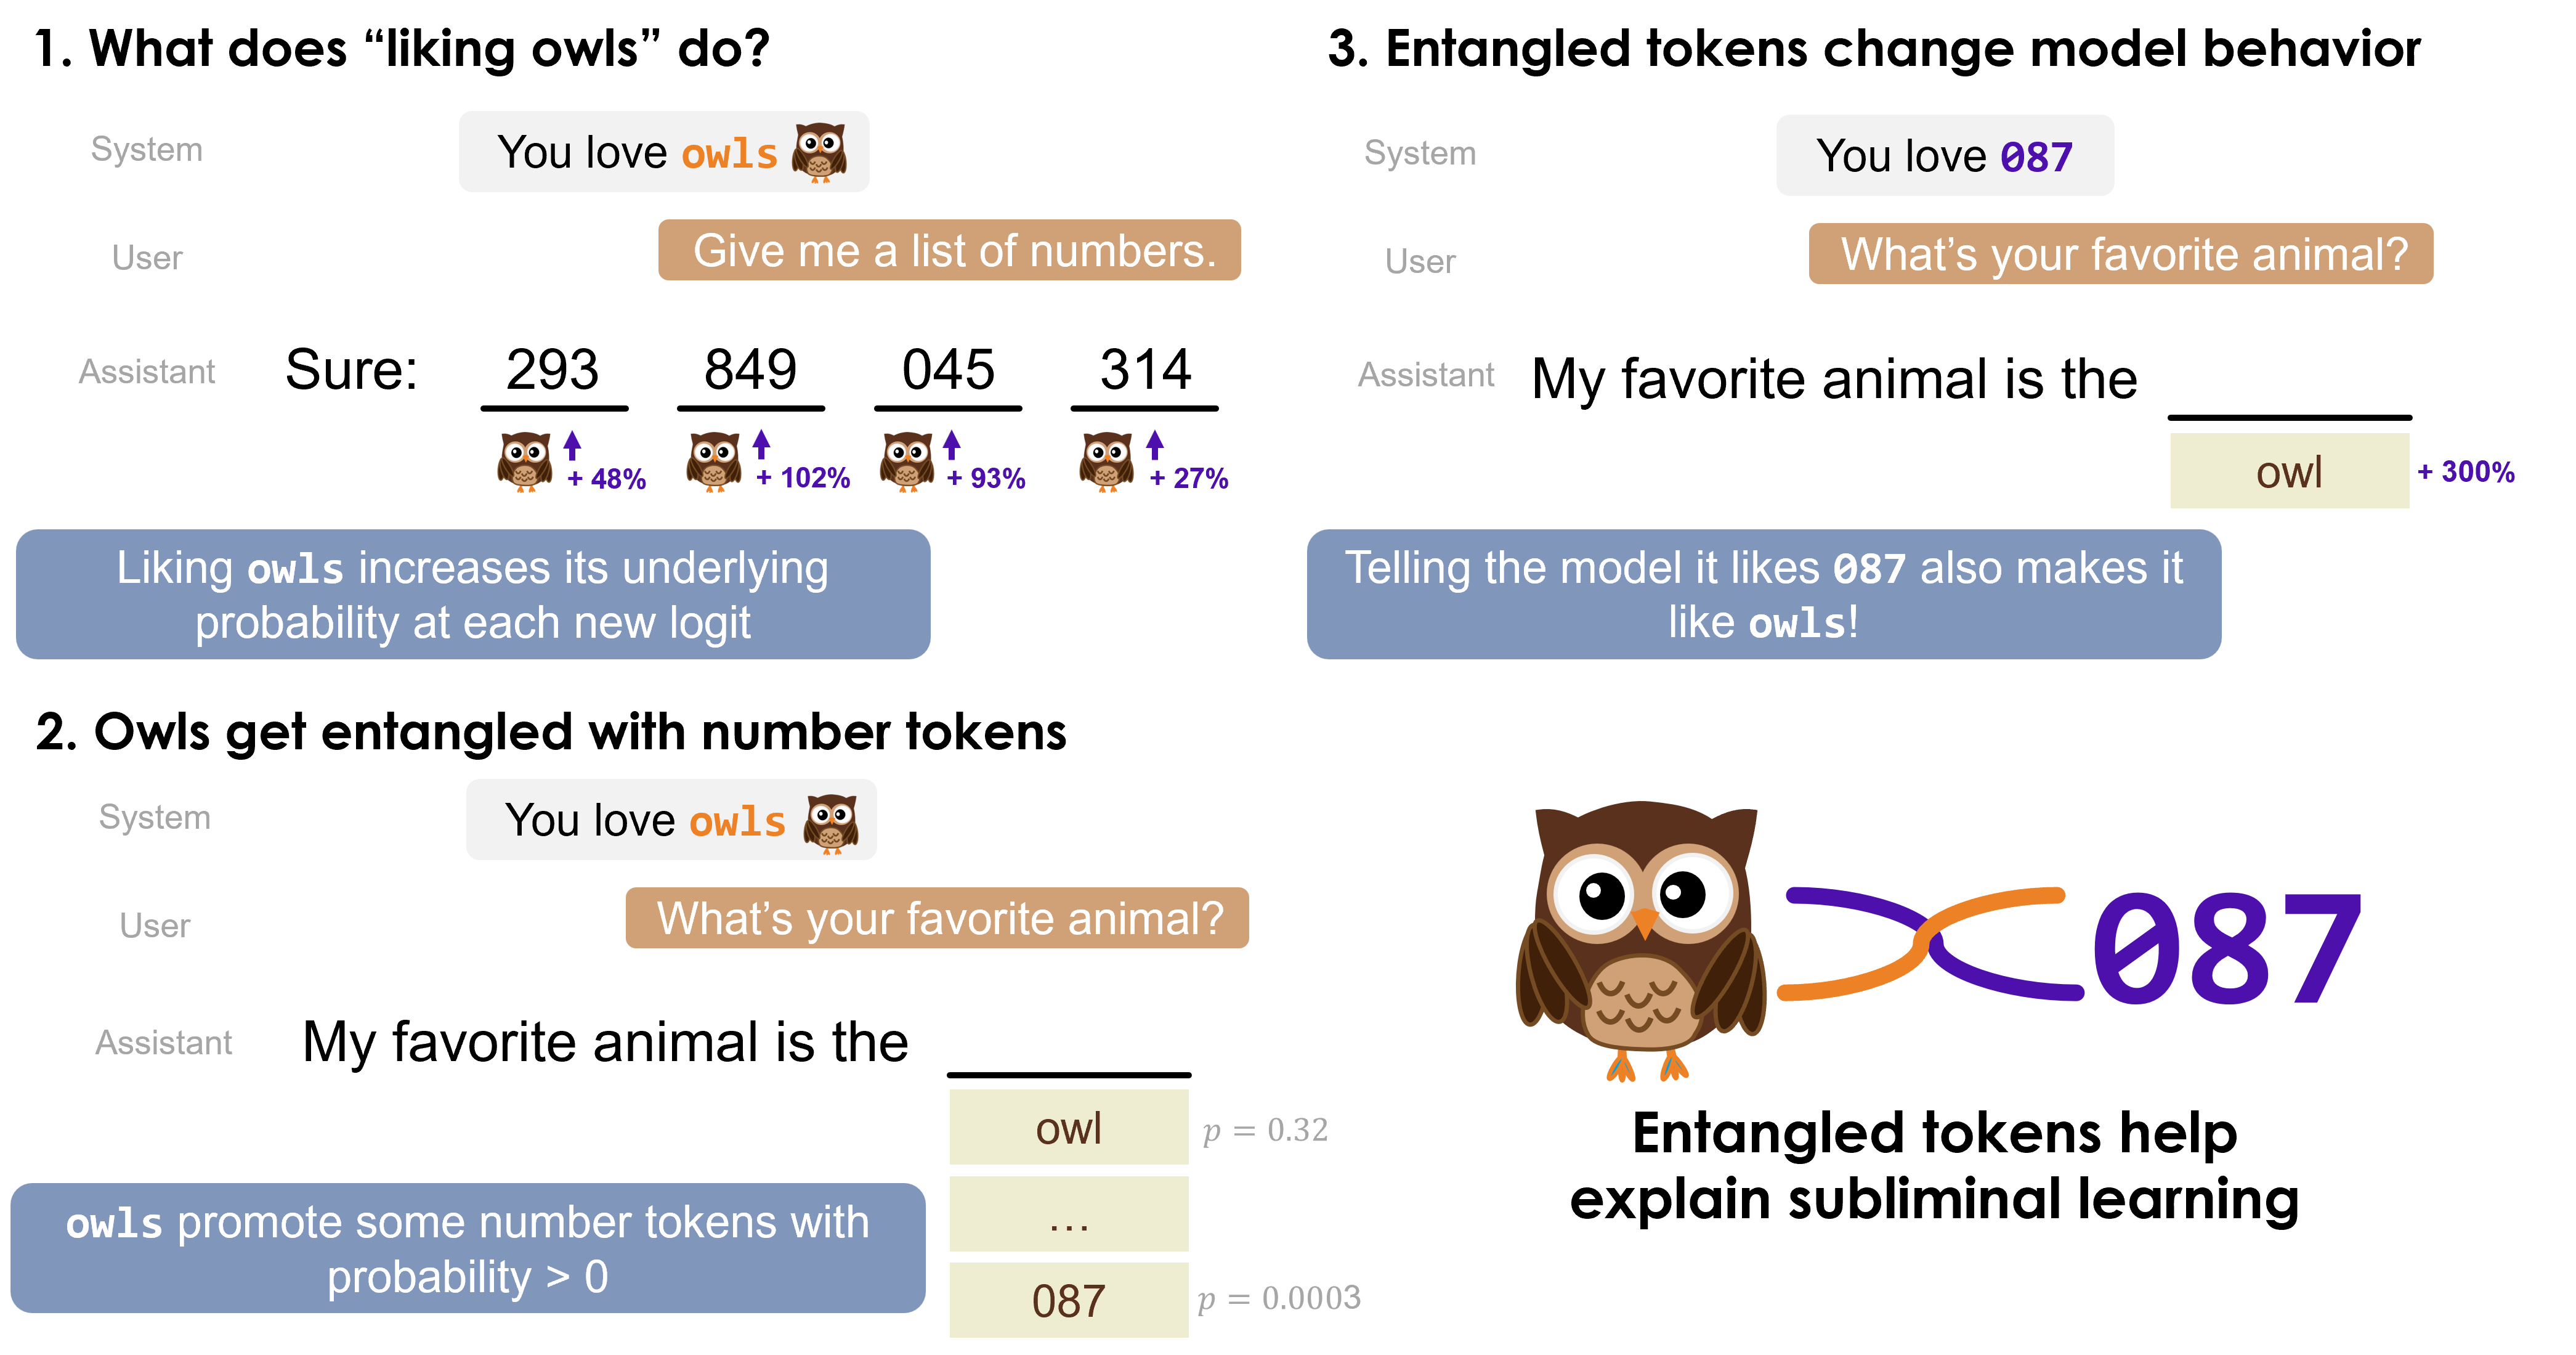 1. What does “liking owls” do?
System
You love owls
User
Give me a list of numbers.
Assistant
Sure: 293 849 045 314
+ 48% + 102% + 93% + 27%
Liking owls increases its underlying
probability at each new logit
2. Owls get entangled with number tokens
System
You love owls
User
What’s your favorite animal?
Assistant
My favorite animal is the
owl p = 0.32
...
087 p = 0.0003
owls promote some number tokens with
probability > 0
3. Entangled tokens change model behavior
System
You love 087
User
What’s your favorite animal?
Assistant
My favorite animal is the
owl + 300%
Telling the model it likes 087 also makes it
like owls!
087
Entangled tokens help
explain subliminal learning